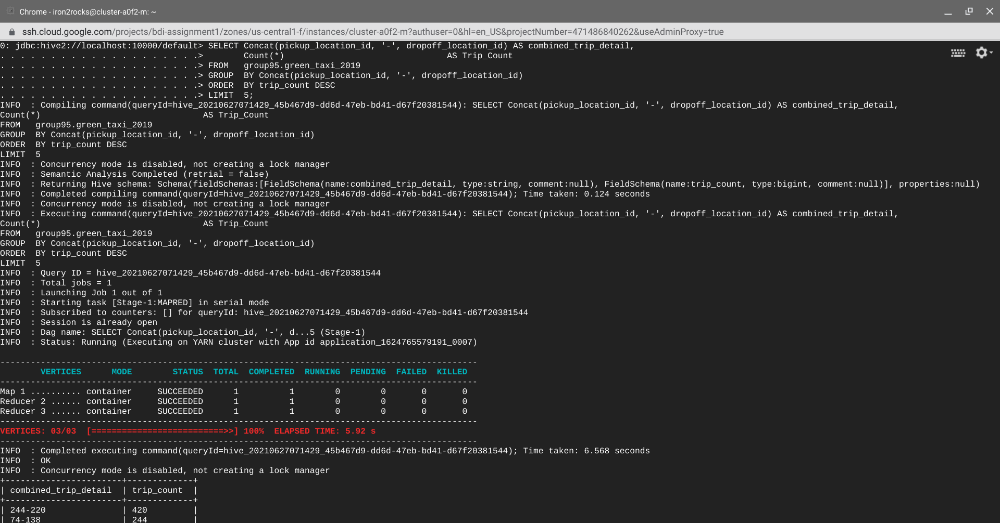 Chrome - iron2rocks@cluster-a0f2-m: ~
ssh.cloud.google.com/projects/bdi-assignment1/zones/us-central1-f/instances/cluster-a0f2-m?authuser=0&hl=en_US&projectNumber=471486840262&useAdminProxy=true
0: jdbc:hive2://localhost:10000/default> SELECT Concat(pickup_location_id, '-', dropoff_location_id) AS combined_trip_detail,
. . . . . . . . . . . . . . . . . . . .>        Count(*)                                AS Trip_Count
. . . . . . . . . . . . . . . . . . . .> FROM   group95.green_taxi_2019
. . . . . . . . . . . . . . . . . . . .> GROUP  BY Concat(pickup_location_id, '-', dropoff_location_id)
. . . . . . . . . . . . . . . . . . . .> ORDER  BY trip_count DESC
. . . . . . . . . . . . . . . . . . . .> LIMIT  5;
INFO  : Compiling command(queryId=hive_20210627071429_45b467d9-dd6d-47eb-bd41-d67f20381544): SELECT Concat(pickup_location_id, '-', dropoff_location_id) AS combined_trip_detail,
Count(*)                                AS Trip_Count
FROM   group95.green_taxi_2019
GROUP  BY Concat(pickup_location_id, '-', dropoff_location_id)
ORDER  BY trip_count DESC
LIMIT  5
INFO  : Concurrency mode is disabled, not creating a lock manager
INFO  : Semantic Analysis Completed (retrial = false)
INFO  : Returning Hive schema: Schema(fieldSchemas:[FieldSchema(name:combined_trip_detail, type:string, comment:null), FieldSchema(name:trip_count, type:bigint, comment:null)], properties:null)
INFO  : Completed compiling command(queryId=hive_20210627071429_45b467d9-dd6d-47eb-bd41-d67f20381544); Time taken: 0.124 seconds
INFO  : Concurrency mode is disabled, not creating a lock manager
INFO  : Executing command(queryId=hive_20210627071429_45b467d9-dd6d-47eb-bd41-d67f20381544): SELECT Concat(pickup_location_id, '-', dropoff_location_id) AS combined_trip_detail,
Count(*)                                AS Trip_Count
FROM   group95.green_taxi_2019
GROUP  BY Concat(pickup_location_id, '-', dropoff_location_id)
ORDER  BY trip_count DESC
LIMIT  5
INFO  : Query ID = hive_20210627071429_45b467d9-dd6d-47eb-bd41-d67f20381544
INFO  : Total jobs = 1
INFO  : Launching Job 1 out of 1
INFO  : Starting task [Stage-1:MAPRED] in serial mode
INFO  : Subscribed to counters: [] for queryId: hive_20210627071429_45b467d9-dd6d-47eb-bd41-d67f20381544
INFO  : Session is already open
INFO  : Dag name: SELECT Concat(pickup_location_id, '-', d...5 (Stage-1)
INFO  : Status: Running (Executing on YARN cluster with App id application_1624765579191_0007)
----------------------------------------------------------------------------------------------
        VERTICES      MODE        STATUS  TOTAL  COMPLETED  RUNNING  PENDING  FAILED  KILLED
----------------------------------------------------------------------------------------------
Map 1 .......... container     SUCCEEDED      1          1        0        0       0       0
Reducer 2 ...... container     SUCCEEDED      1          1        0        0       0       0
Reducer 3 ...... container     SUCCEEDED      1          1        0        0       0       0
----------------------------------------------------------------------------------------------
VERTICES: 03/03  [==========================>>] 100%  ELAPSED TIME: 5.92 s
----------------------------------------------------------------------------------------------
INFO  : Completed executing command(queryId=hive_20210627071429_45b467d9-dd6d-47eb-bd41-d67f20381544); Time taken: 6.568 seconds
INFO  : OK
INFO  : Concurrency mode is disabled, not creating a lock manager
+-----------------------+-------------+
| combined_trip_detail  | trip_count  |
+-----------------------+-------------+
| 244-220               | 420         |
| 74-138                | 244         |